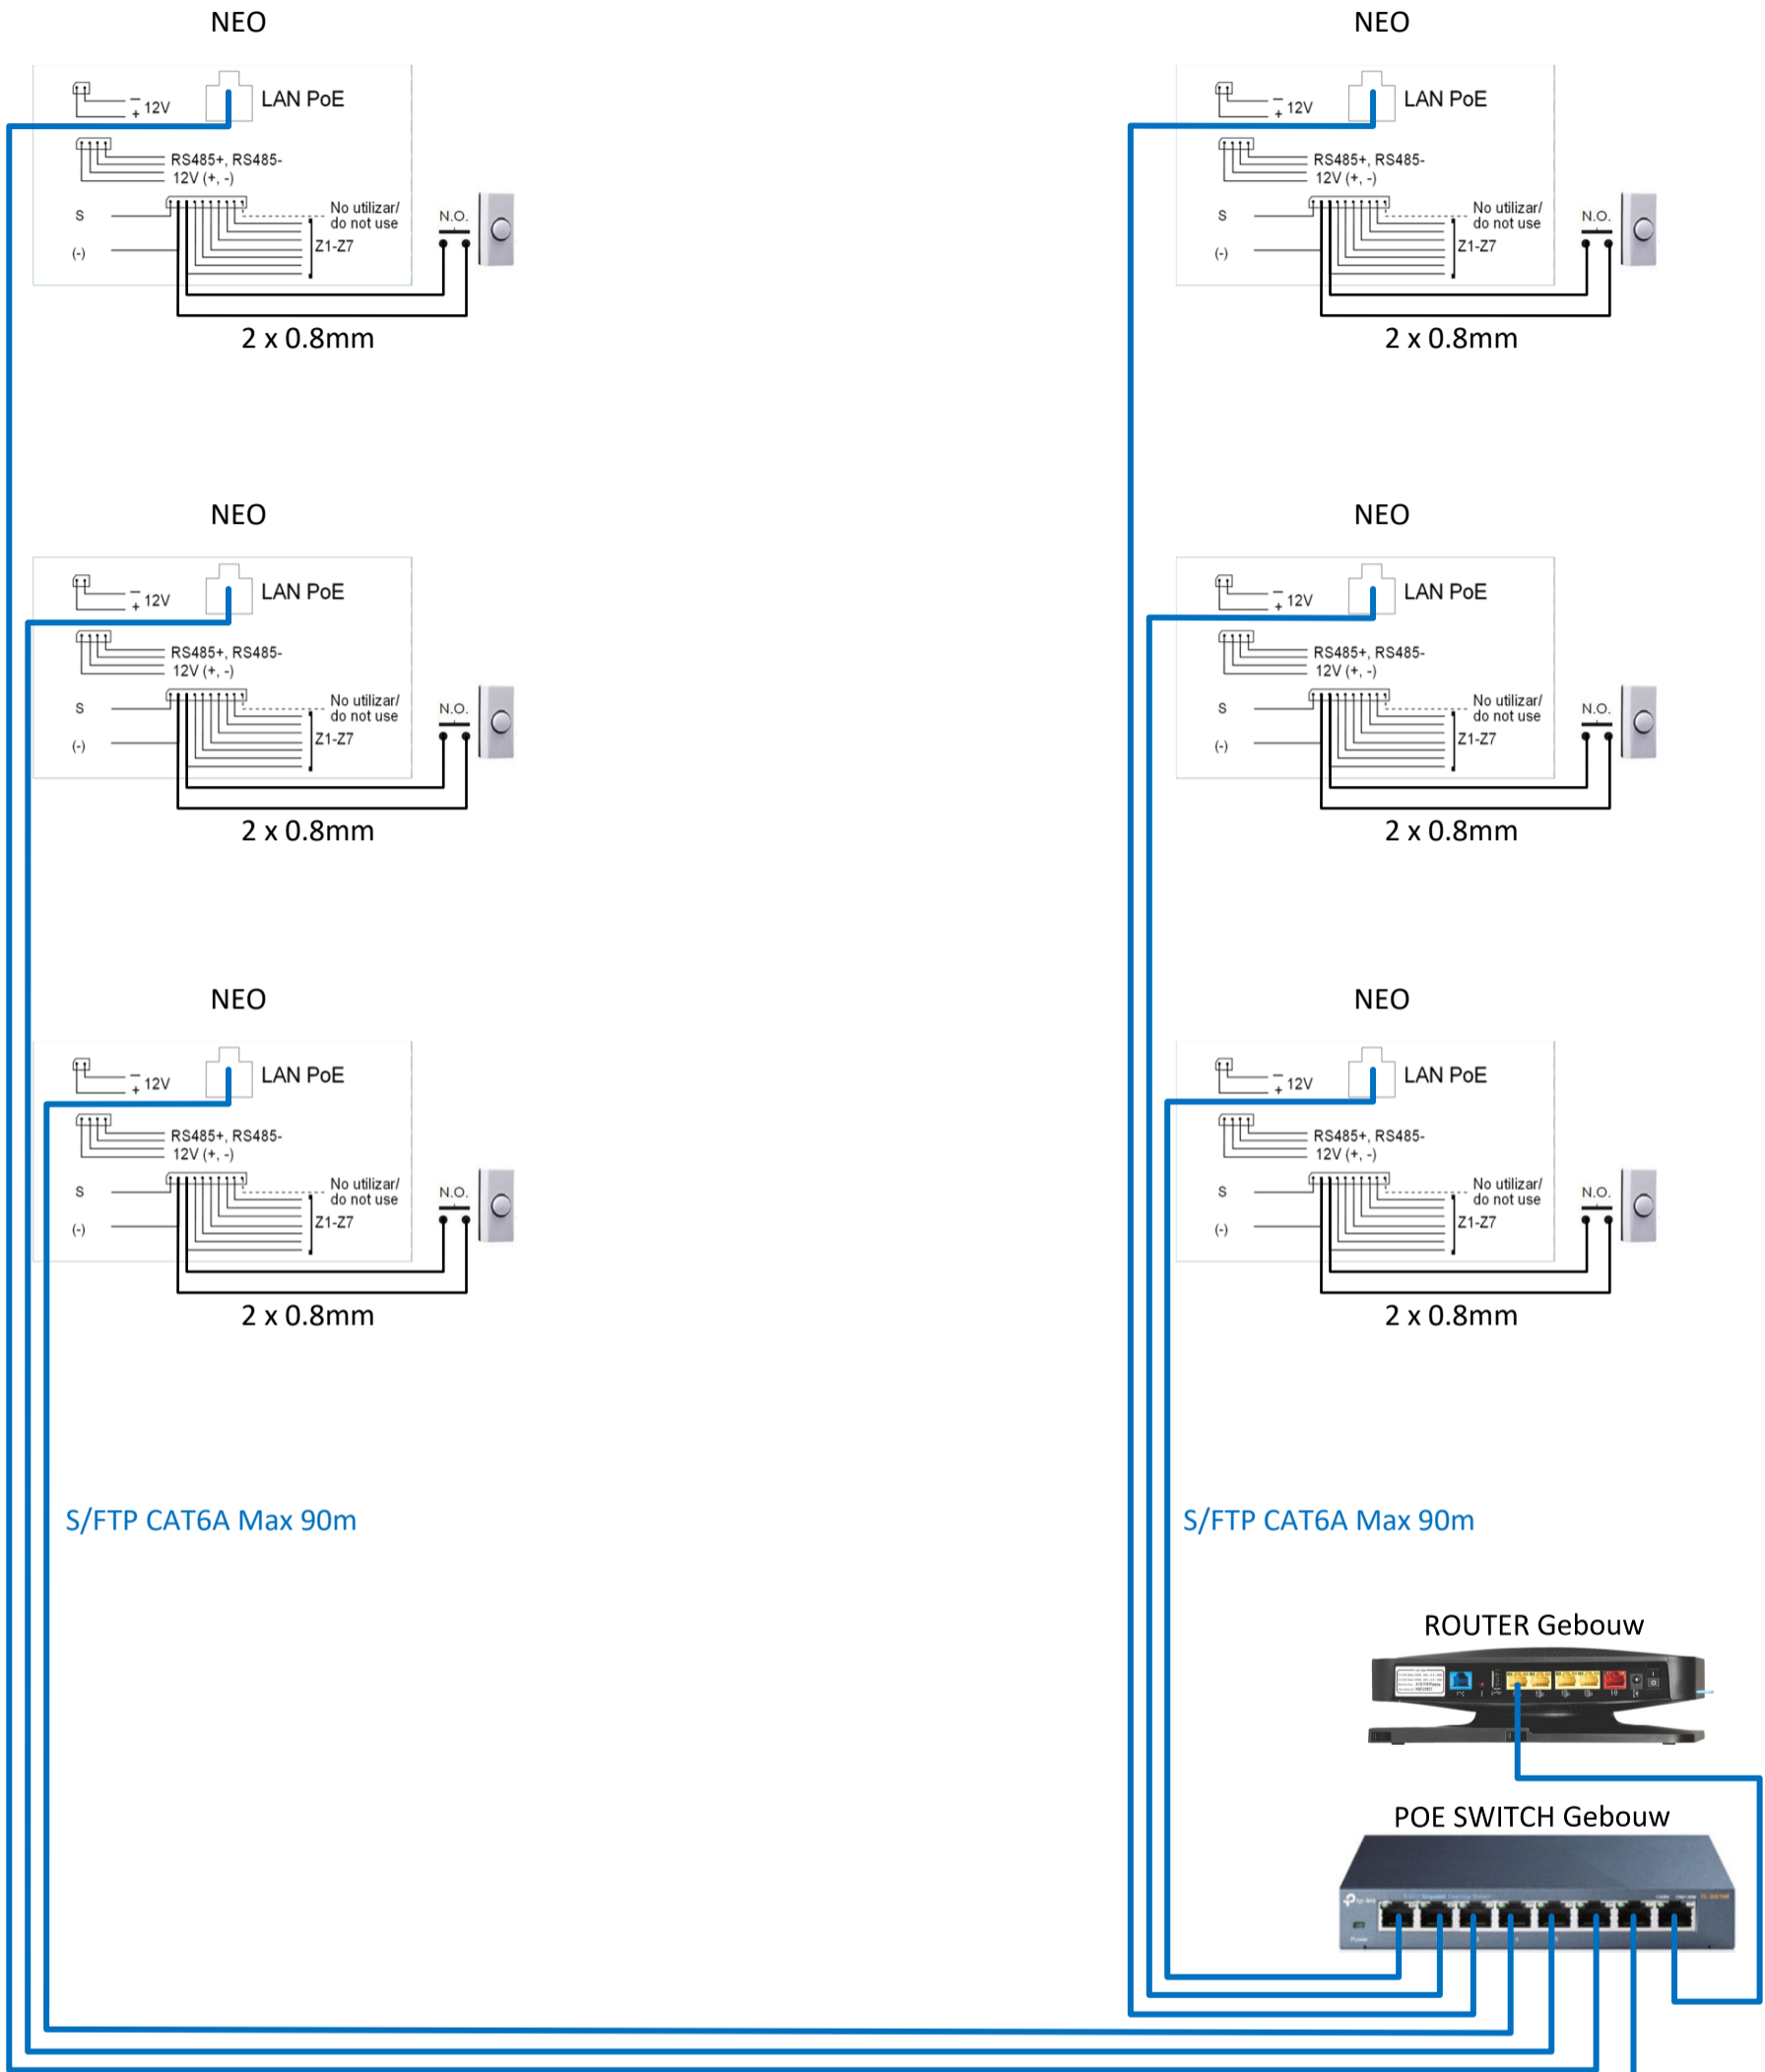 NEO
NEO
12V
LAN PoE
RS485+, RS485-
12V (+, -)
S
No utilizar/
do not use
N.O.
(-)
Z1-Z7
2 x 0.8mm
12V
LAN PoE
RS485+, RS485-
12V (+, -)
S
No utilizar/
do not use
N.O.
(-)
Z1-Z7
2 x 0.8mm
NEO
NEO
12V
LAN PoE
RS485+, RS485-
12V (+, -)
S
No utilizar/
do not use
N.O.
(-)
Z1-Z7
2 x 0.8mm
12V
LAN PoE
RS485+, RS485-
12V (+, -)
S
No utilizar/
do not use
N.O.
(-)
Z1-Z7
2 x 0.8mm
NEO
NEO
12V
LAN PoE
RS485+, RS485-
12V (+, -)
S
No utilizar/
do not use
N.O.
(-)
Z1-Z7
2 x 0.8mm
12V
LAN PoE
RS485+, RS485-
12V (+, -)
S
No utilizar/
do not use
N.O.
(-)
Z1-Z7
2 x 0.8mm
S/FTP CAT6A Max 90m
S/FTP CAT6A Max 90m
ROUTER Gebouw
POE SWITCH Gebouw
tp-link
Power